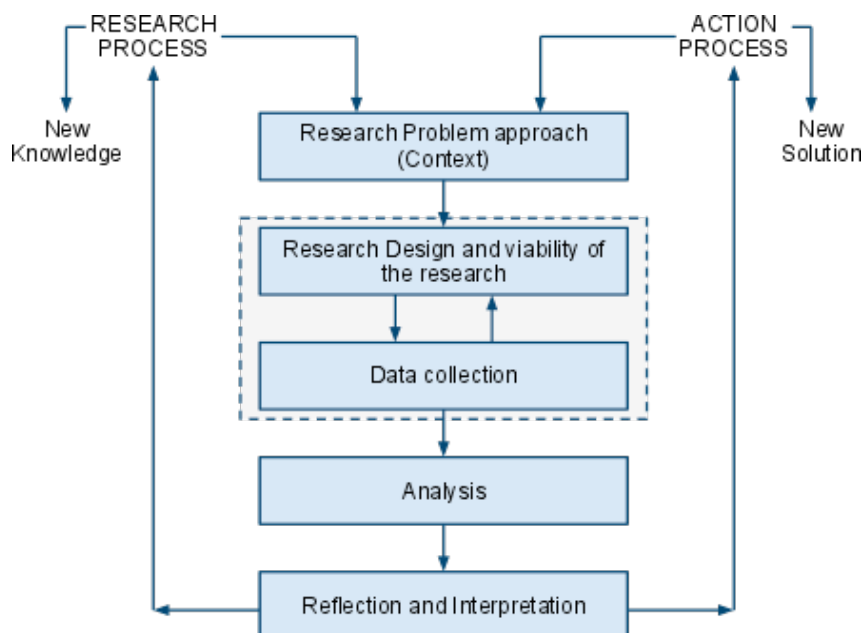 RESEARCH
PROCESS
ACTION
PROCESS
New
Knowledge
New
Solution
Research Problem approach
(Context)
Research Design and viability of
the research
Data collection
Analysis
Reflection and Interpretation